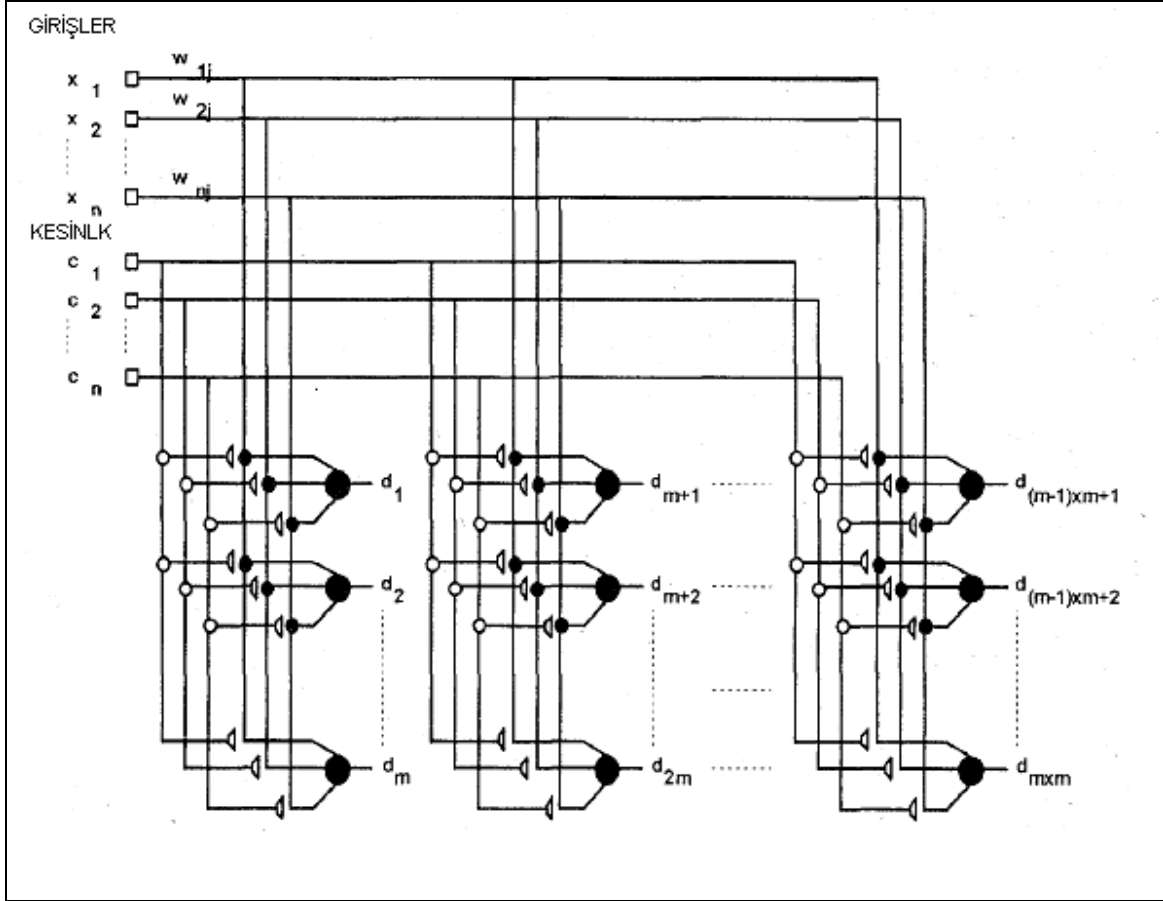 GİRİŞLER
w 1j
x 1
w 2j
x 2
w nj
x n
KESİNLK
c 1
c 2
c n
d 1 d m+1 d (m-1)xm+1
d 2 d m+2 d (m-1)xm+2
d m d 2m d mxm